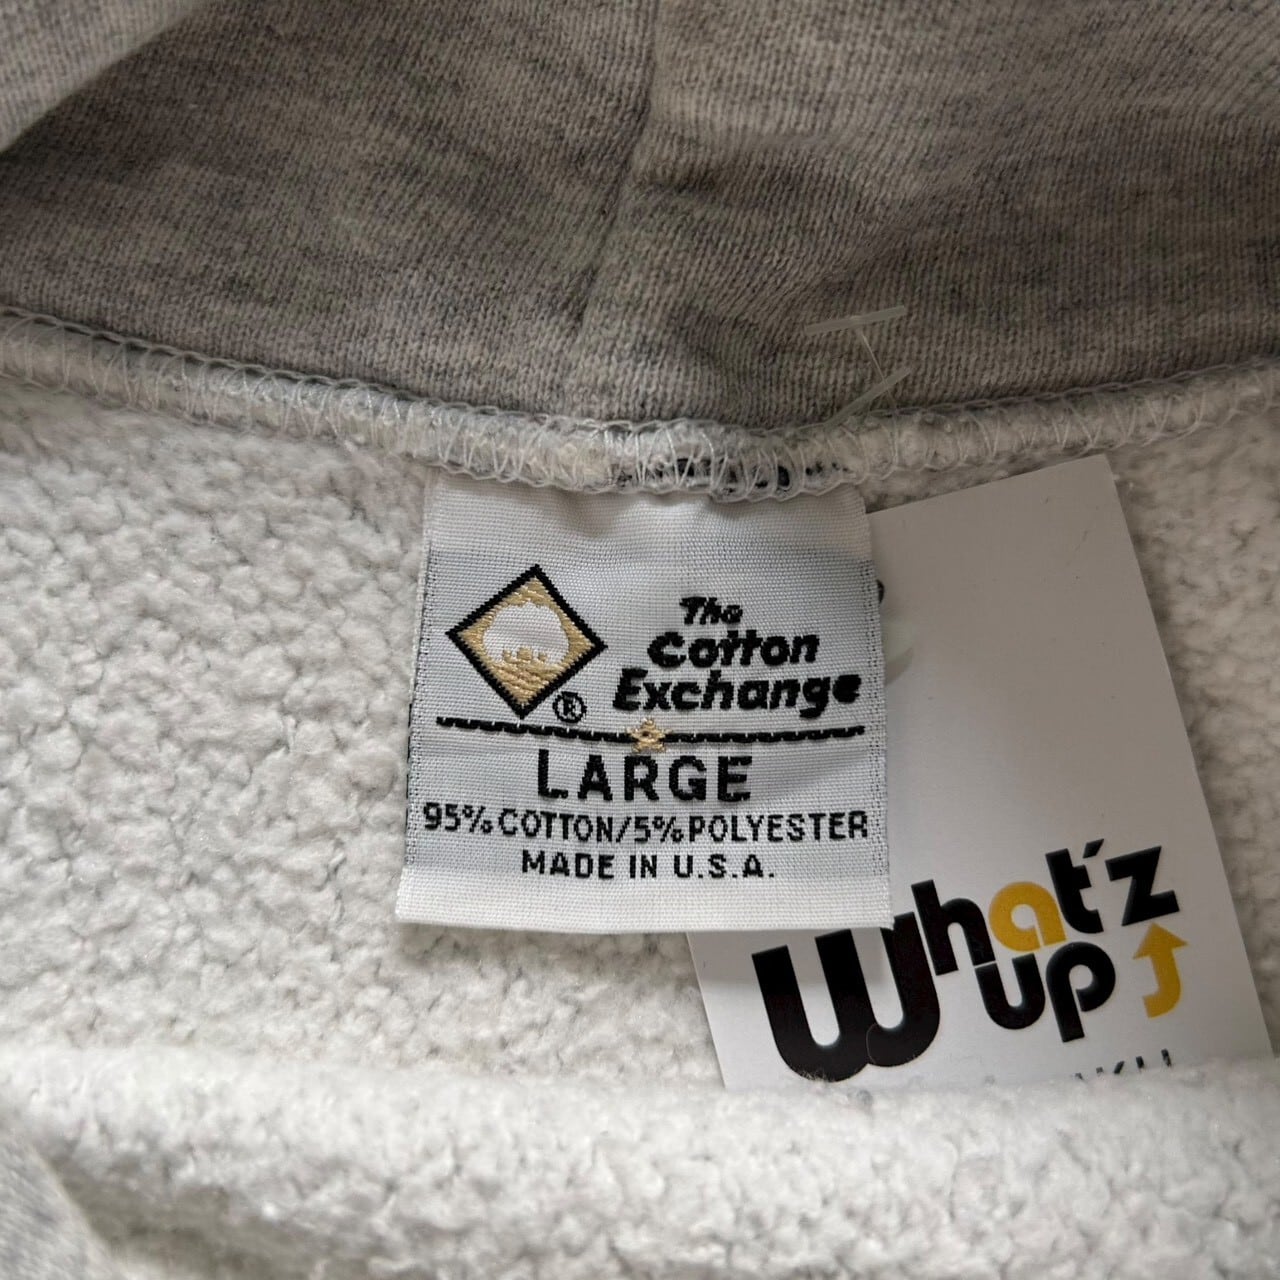 The
Cotton
Exchange
®
LARGE
95% COTTON/5% POLYESTER
MADE IN U.S.A.
What'z
up